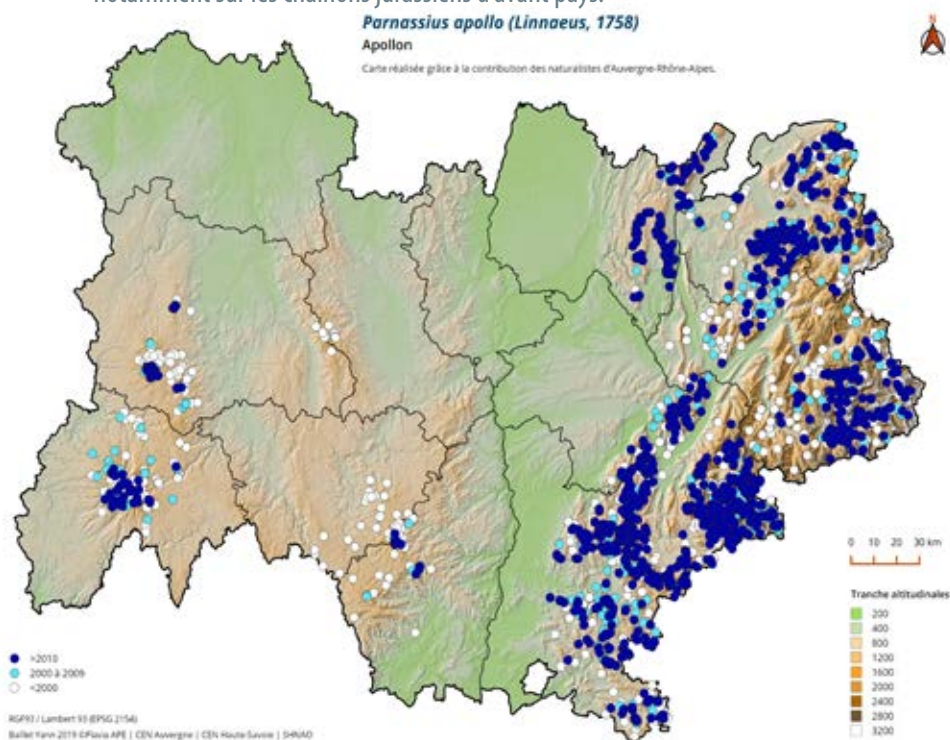 notamment sur les chaînons jurassiens d'avant pays.
Parnassius apollo (Linnaeus, 1758)
Apollon
Carte réalisée grâce à la contribution des naturalistes d'Auvergne-Rhône-Alpes.
N
0 10 20 30 km
Tranche altitudinales
200
400
800
1200
1600
2000
2400
2800
3200
>2010
2000 à 2009
<2000
RGF93 / Lambert 93 (EPSG 2154)
Baillet Yann 2019 ©Flavia APE | CEN Auvergne | CEN Haute-Savoie | SHNAO